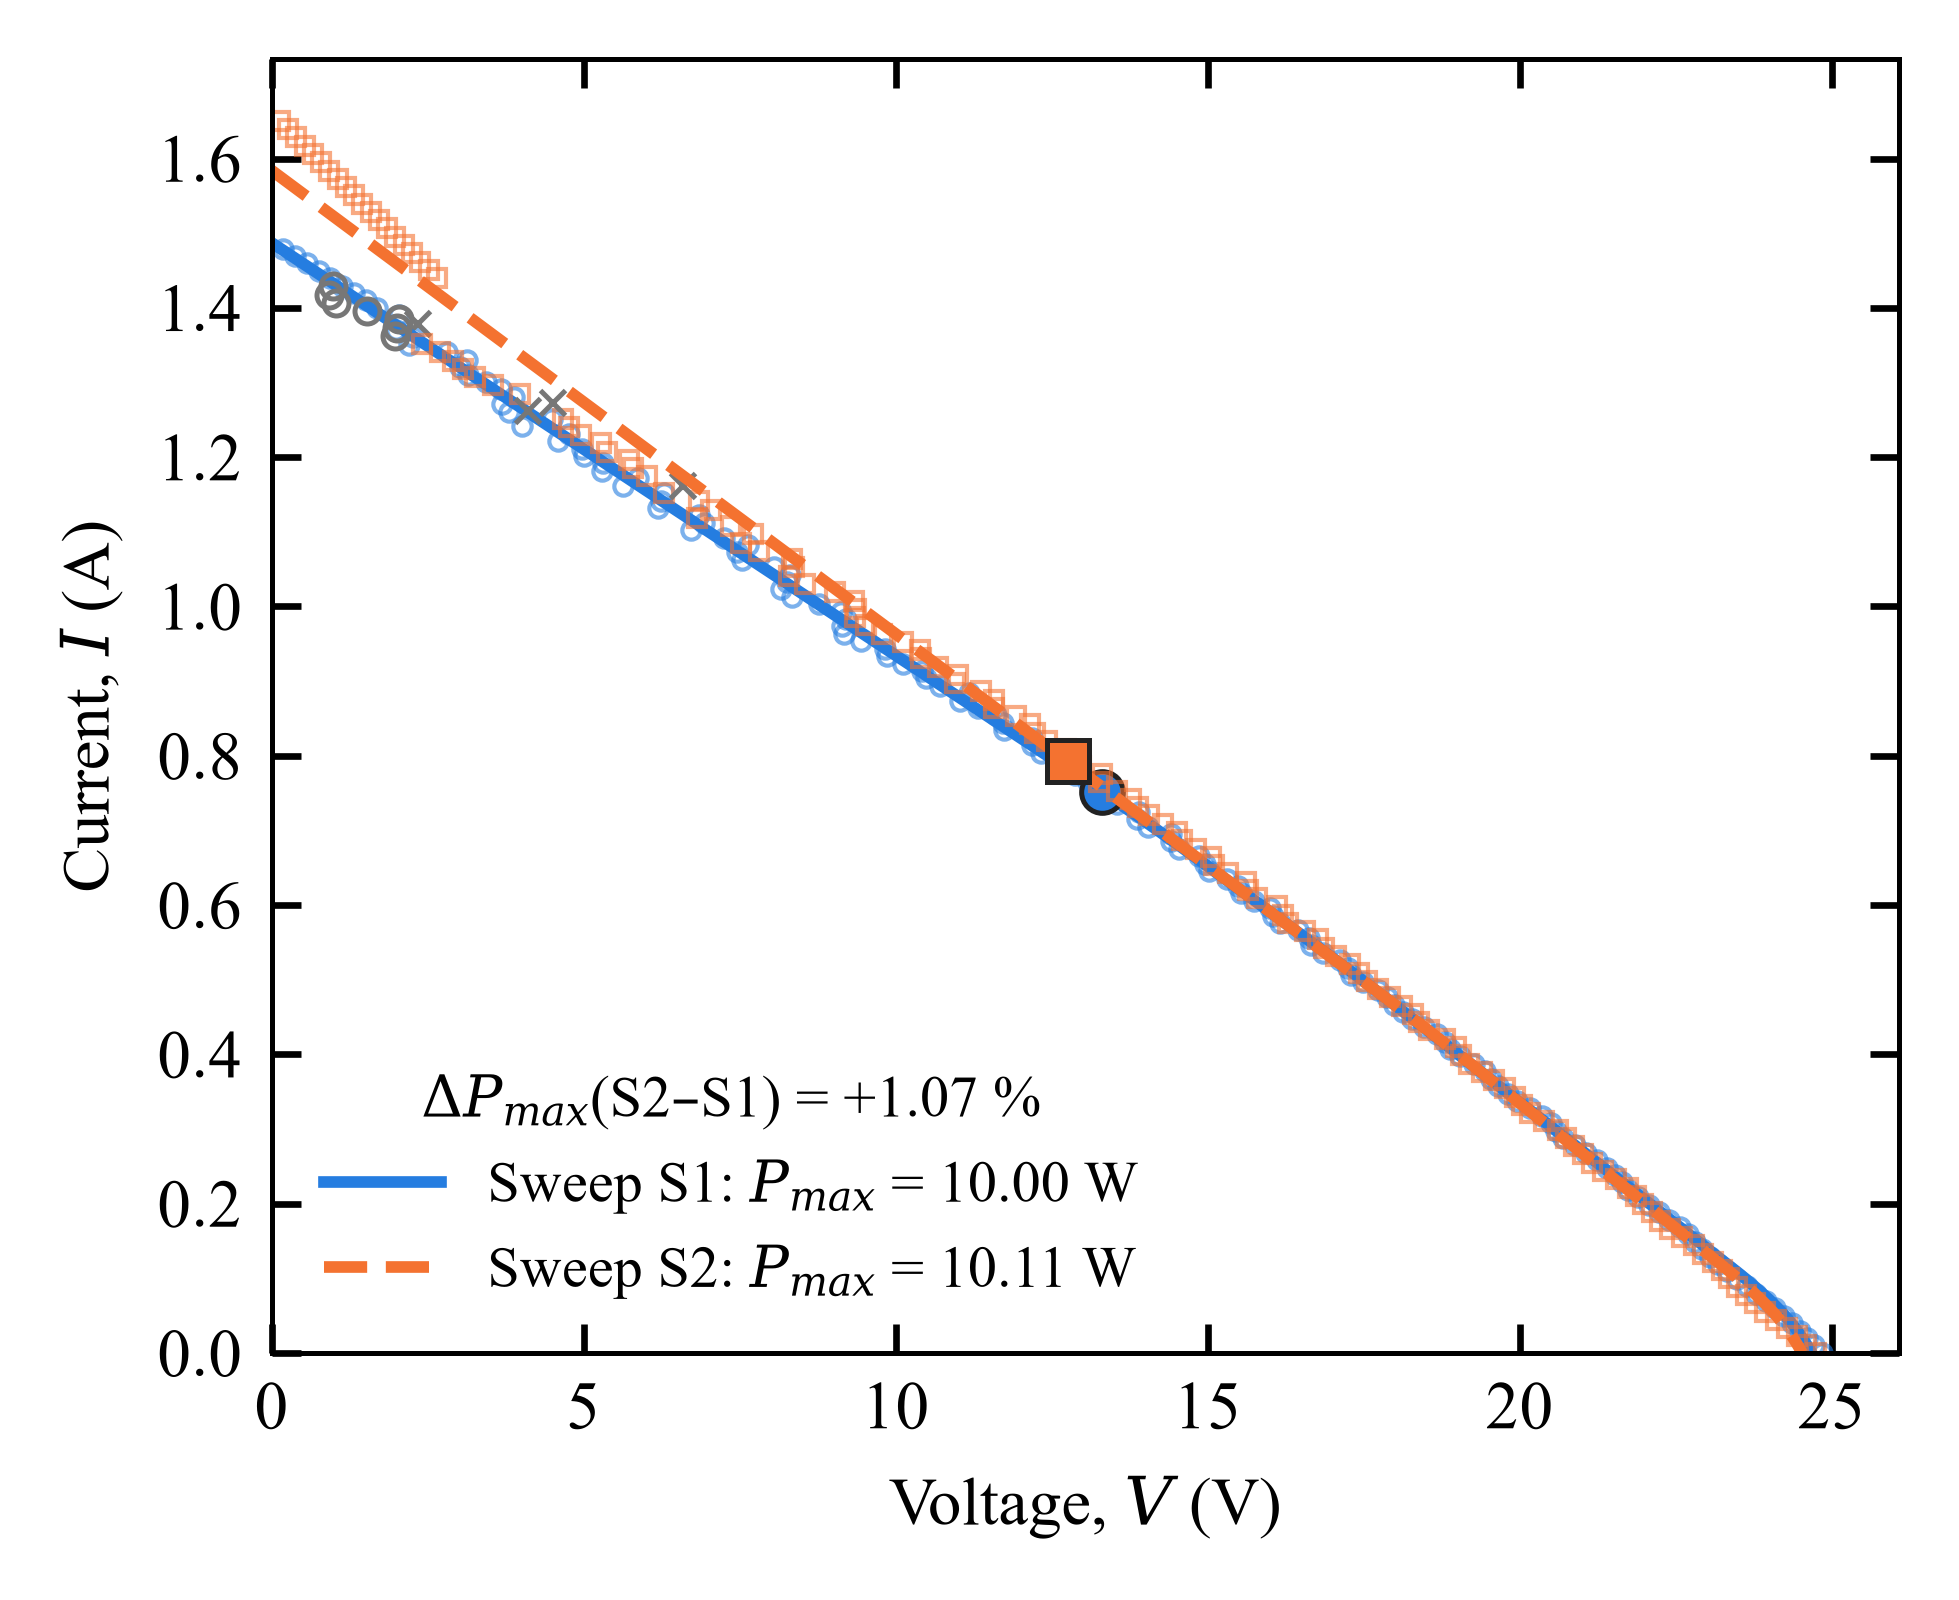 1.6
1.4
1.2
1.0
0.8
0.6
0.4
0.2
0.0
Current, I (A)
ΔPmax(S2−S1) = +1.07 %
Sweep S1: Pmax = 10.00 W
Sweep S2: Pmax = 10.11 W
0 5 10 15 20 25
Voltage, V (V)